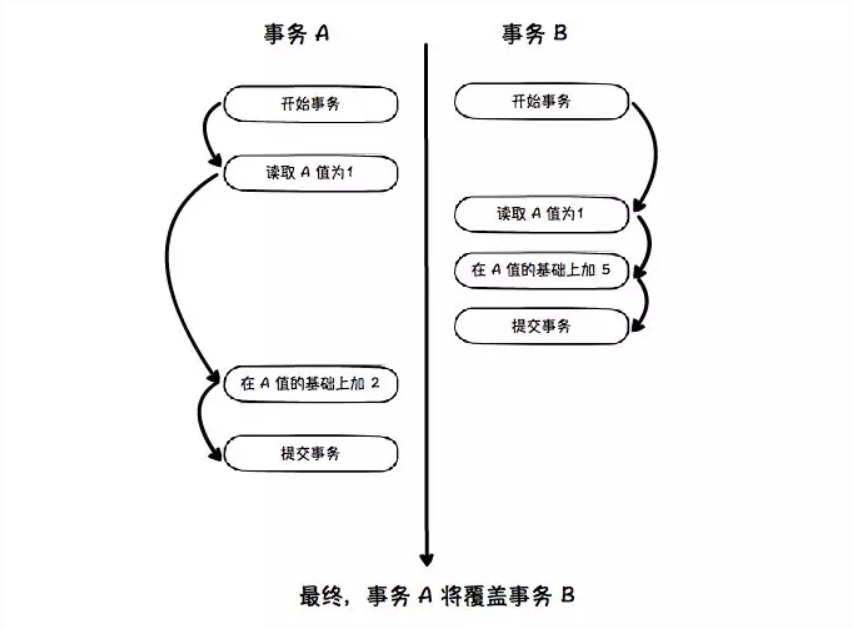 事务 A
事务 B
开始事务
开始事务
读取 A 值为1
读取 A 值为1
在 A 值的基础上加 5
提交事务
在 A 值的基础上加 2
提交事务
最终，事务 A 将覆盖事务 B